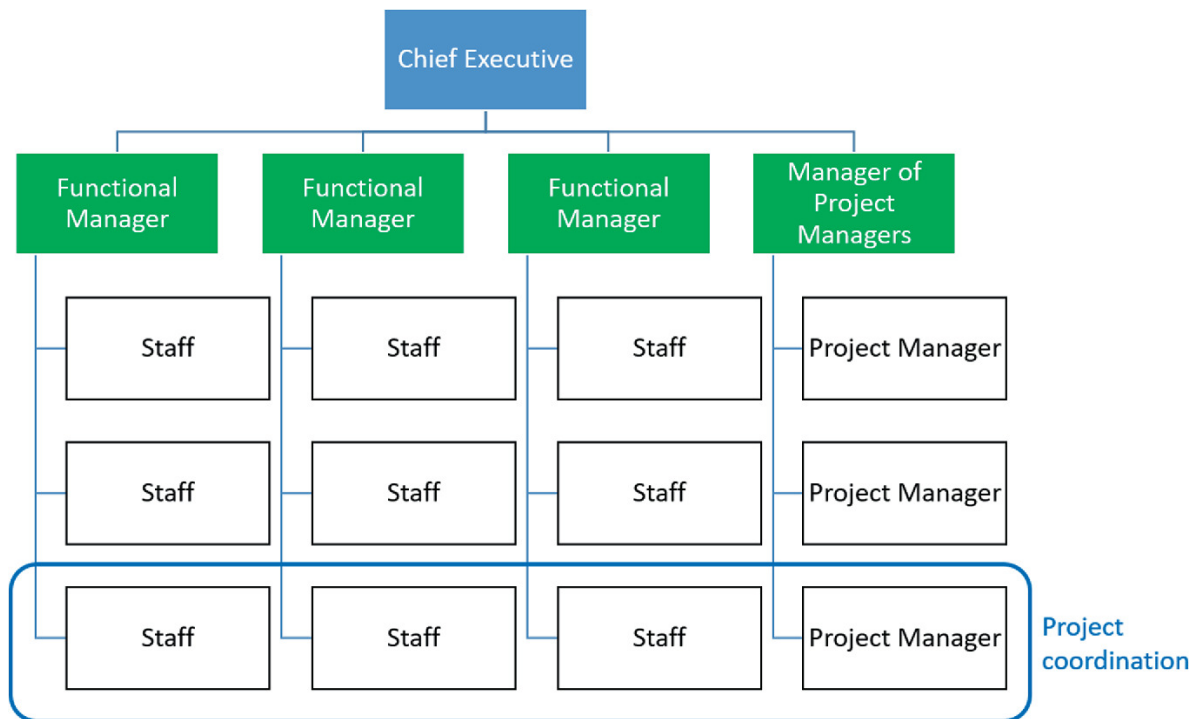 Chief Executive
Functional
Manager
Functional
Manager
Functional
Manager
Manager of
Project
Managers
Staff
Staff
Staff
Project Manager
Staff
Staff
Staff
Project Manager
Staff
Staff
Staff
Project Manager
Project
coordination